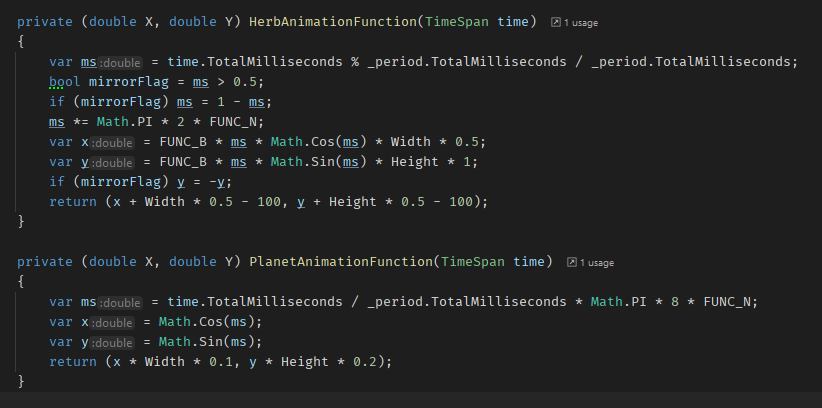 private (double X, double Y) HerbAnimationFunction(TimeSpan time) 1 usage
{
var ms:double = time.TotalMilliseconds % _period.TotalMilliseconds / _period.TotalMilliseconds;
bool mirrorFlag = ms > 0.5;
if (mirrorFlag) ms = 1 - ms;
ms *= Math.PI * 2 * FUNC_N;
var x:double = FUNC_B * ms * Math.Cos(ms) * Width * 0.5;
var y:double = FUNC_B * ms * Math.Sin(ms) * Height * 1;
if (mirrorFlag) y = -y;
return (x + Width * 0.5 - 100, y + Height * 0.5 - 100);
}
private (double X, double Y) PlanetAnimationFunction(TimeSpan time) 1 usage
{
var ms:double = time.TotalMilliseconds / _period.TotalMilliseconds * Math.PI * 8 * FUNC_N;
var x:double = Math.Cos(ms);
var y:double = Math.Sin(ms);
return (x * Width * 0.1, y * Height * 0.2);
}